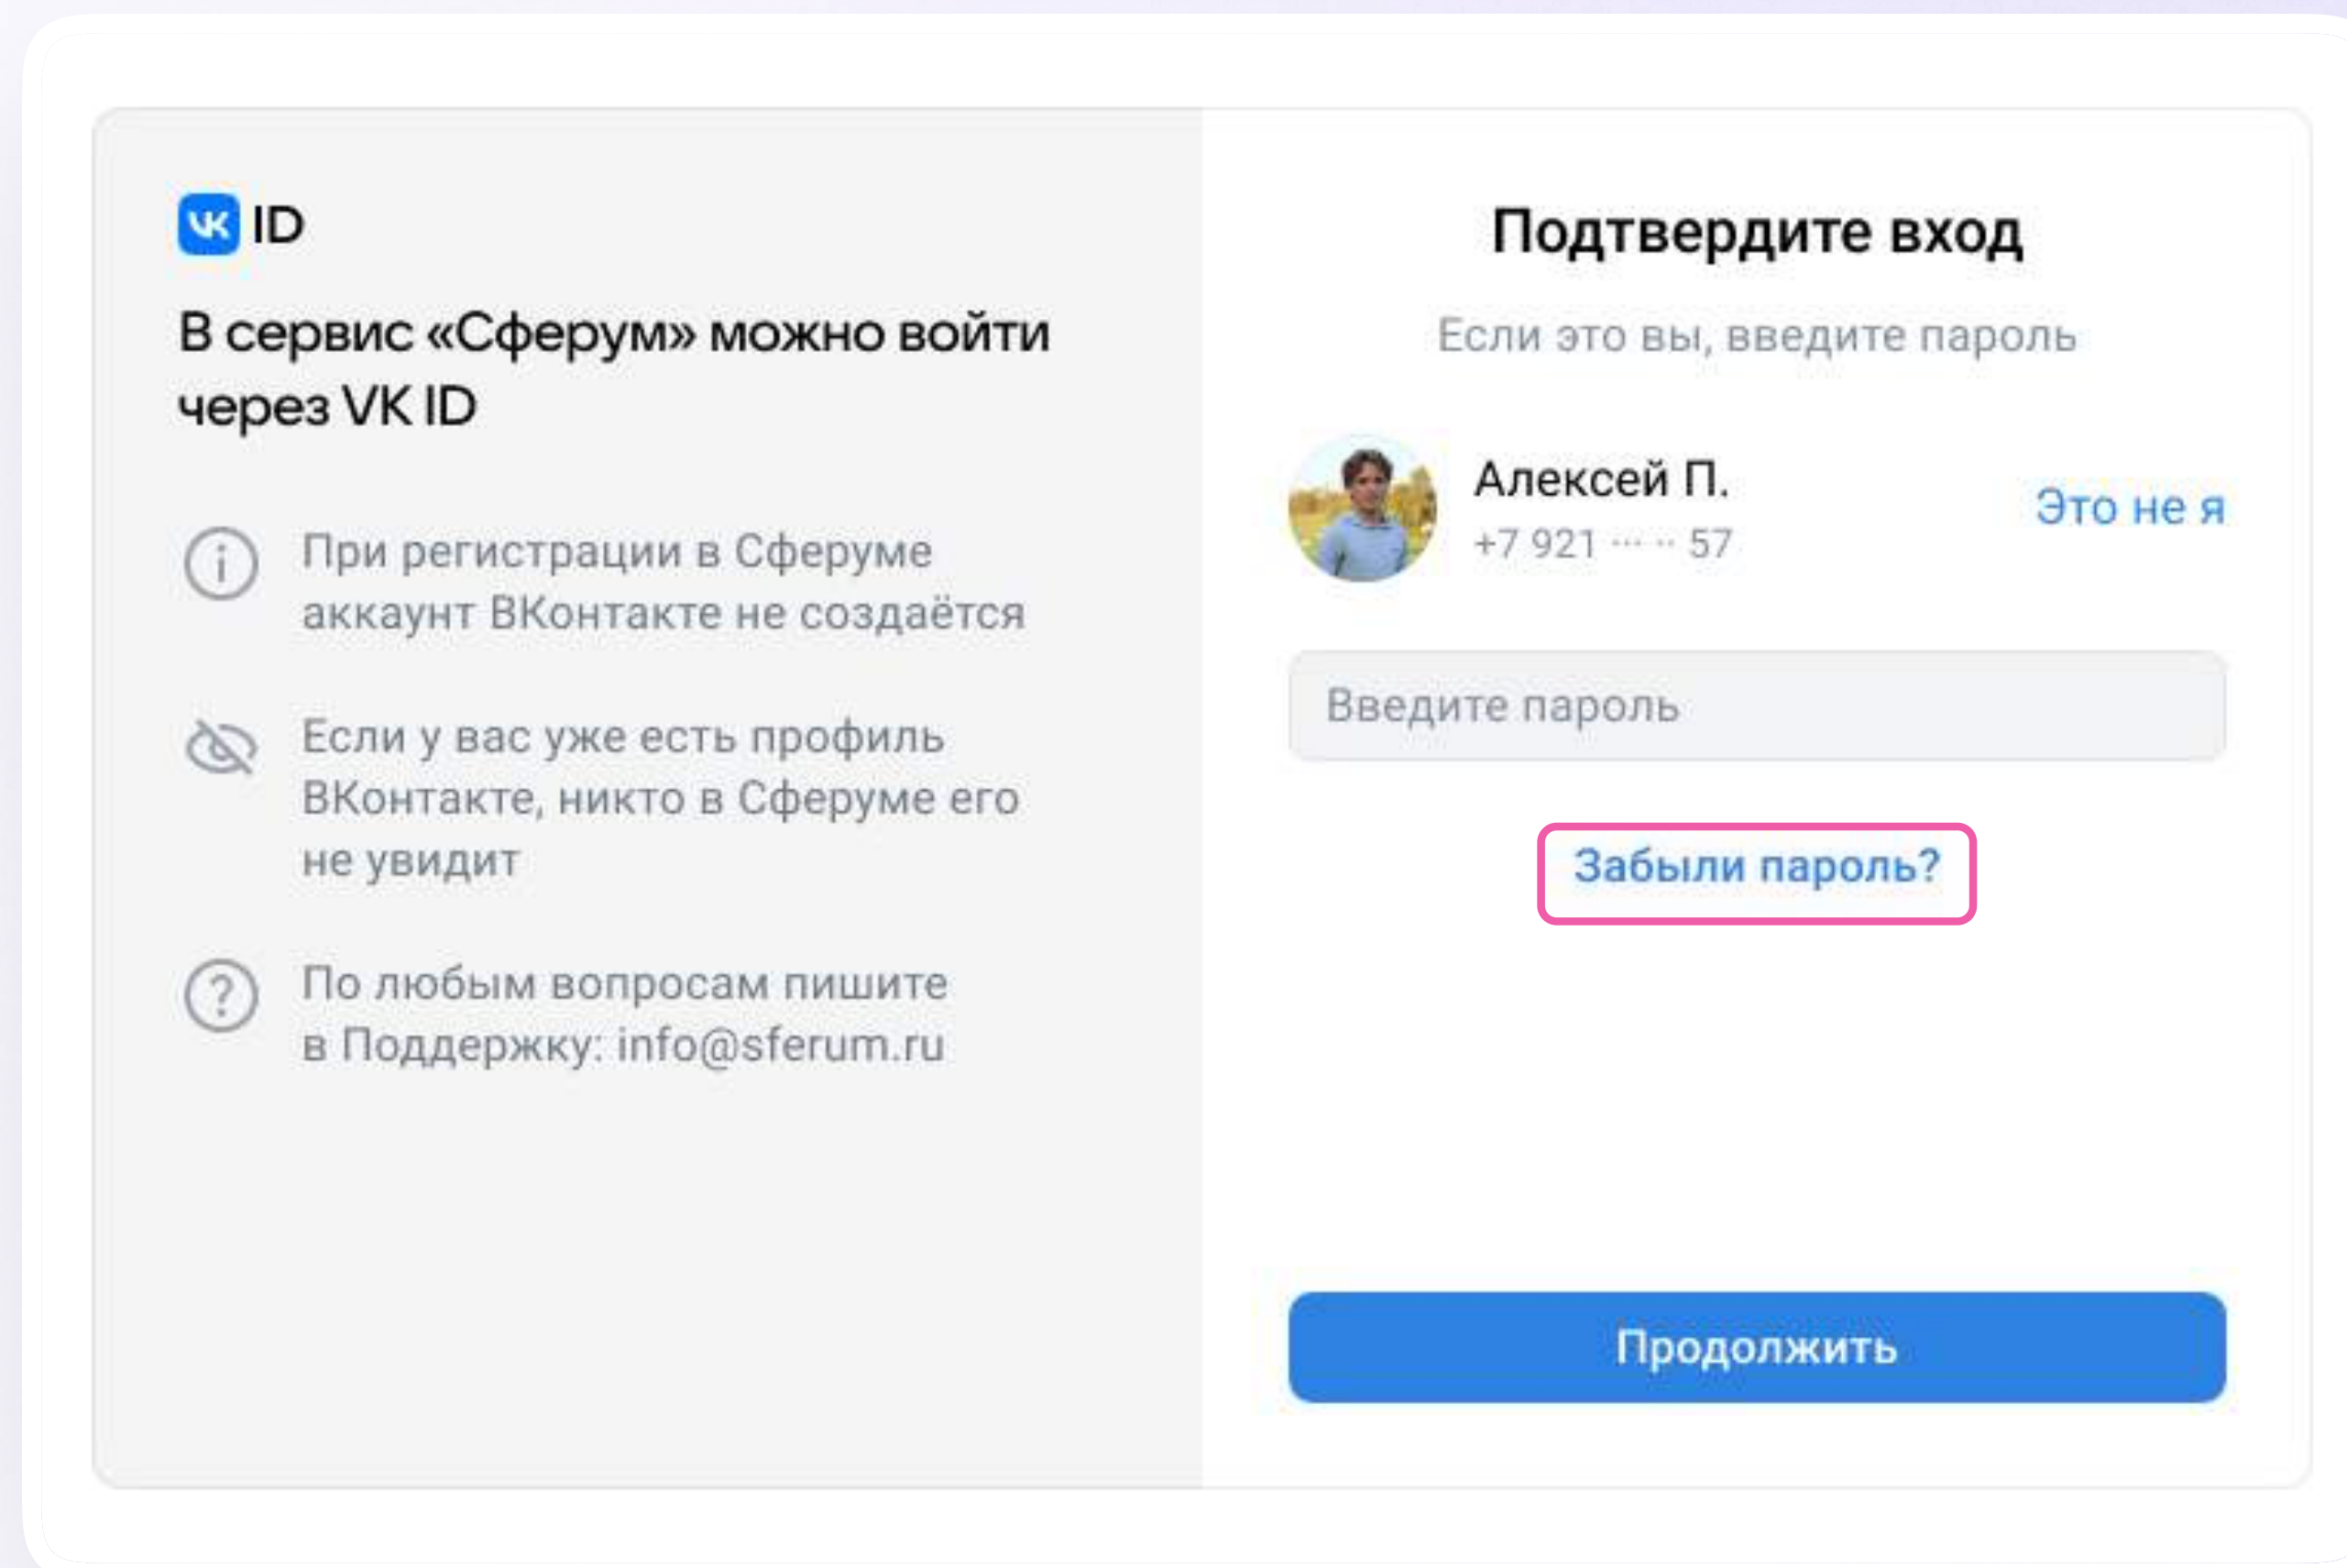 VK ID
В сервис «Сферум» можно войти
через VK ID
При регистрации в Сферуме
аккаунт ВКонтакте не создаётся
Если у вас уже есть профиль
ВКонтакте, никто в Сферуме его
не увидит
По любым вопросам пишите
в Поддержку: info@sferum.ru
Подтвердите вход
Если это вы, введите пароль
Алексей П.
+7 921 ··· ·· 57
Это не я
Введите пароль
Забыли пароль?
Продолжить